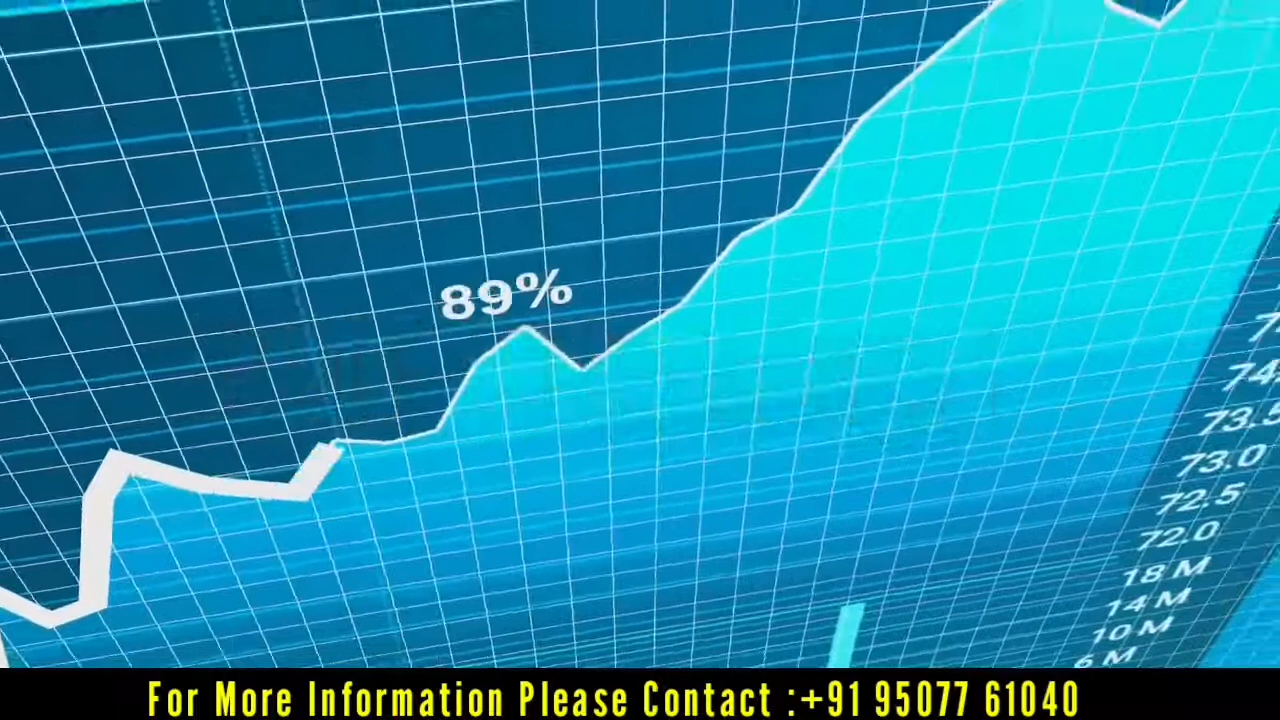 89%
73.5
73.0
72.5
72.0
18 M
14 M
10 M
6 M
For More Information Please Contact :+91 95077 61040